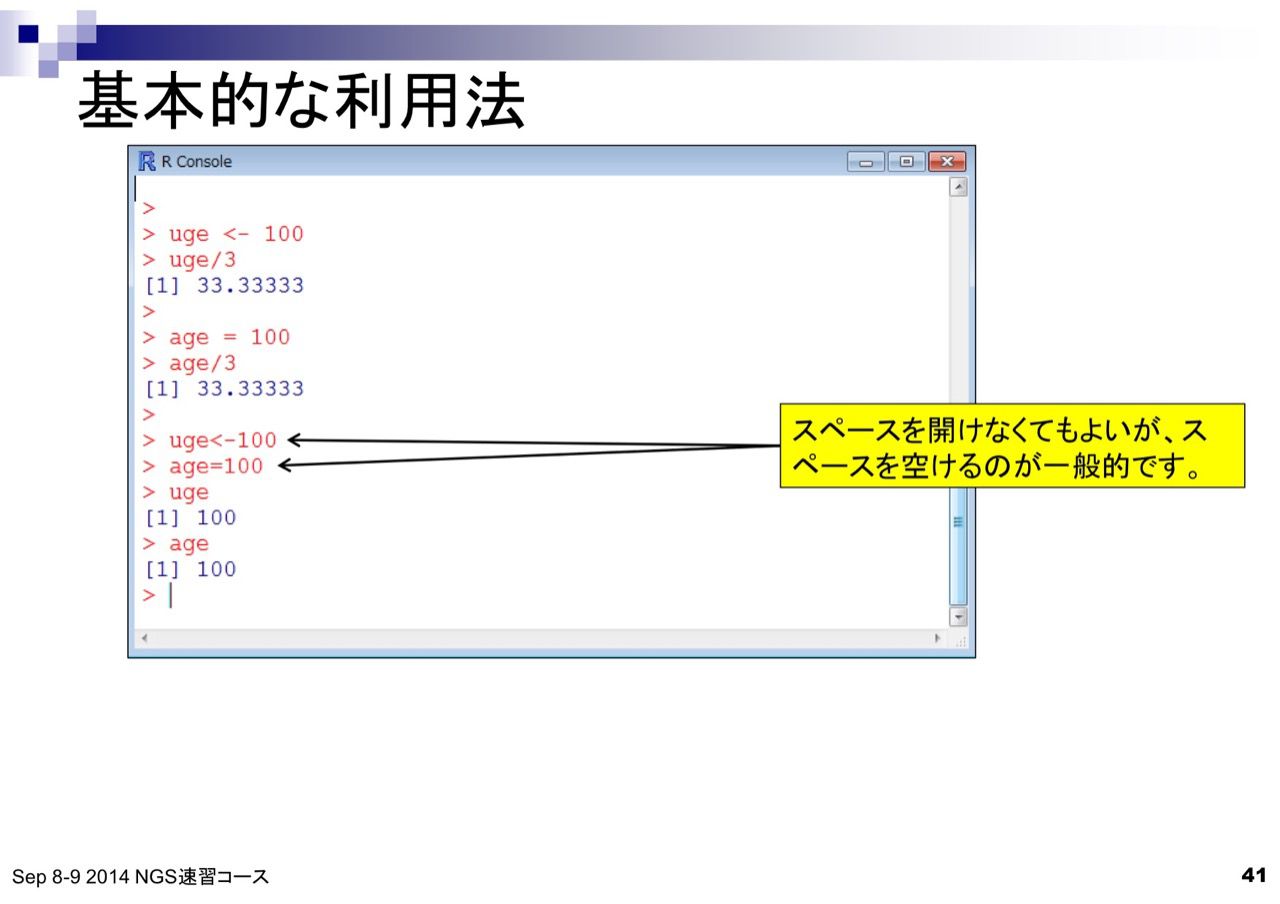 基本的な利用法
R Console
>
> uge <- 100
> uge/3
[1] 33.33333
>
> age = 100
> age/3
[1] 33.33333
>
> uge<-100
> age=100
> uge
[1] 100
> age
[1] 100
>
スペースを開けなくてもよいが、ス
ペースを空けるのが一般的です。
Sep 8-9 2014 NGS速習コース
41